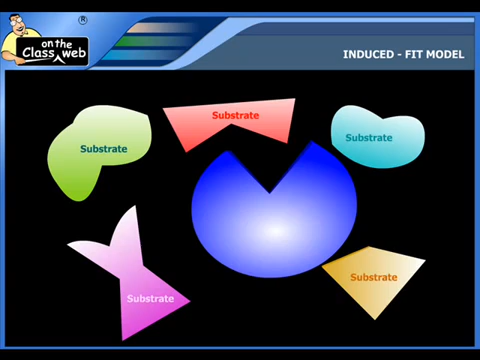 on the
Class web
®
INDUCED - FIT MODEL
Substrate
Substrate
Substrate
Substrate
Substrate